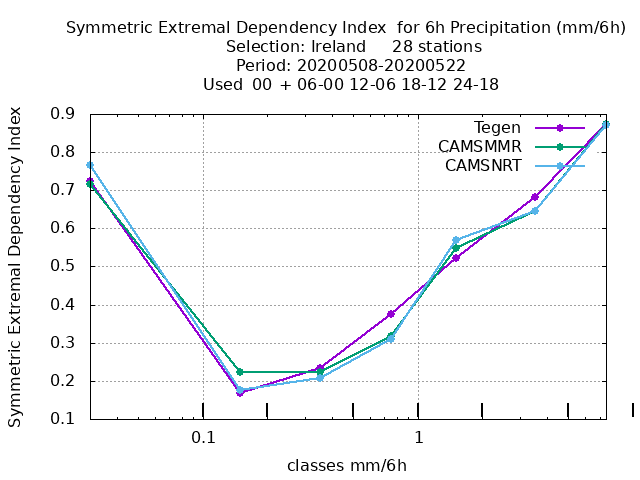 Symmetric Extremal Dependency Index  for 6h Precipitation (mm/6h)
Selection: Ireland     28 stations
Period: 20200508-20200522
Used  00  + 06-00 12-06 18-12 24-18
Symmetric Extremal Dependency Index
0.9
0.8
0.7
0.6
0.5
0.4
0.3
0.2
0.1
Tegen
CAMSMMR
CAMSNRT
0.1 1
classes mm/6h